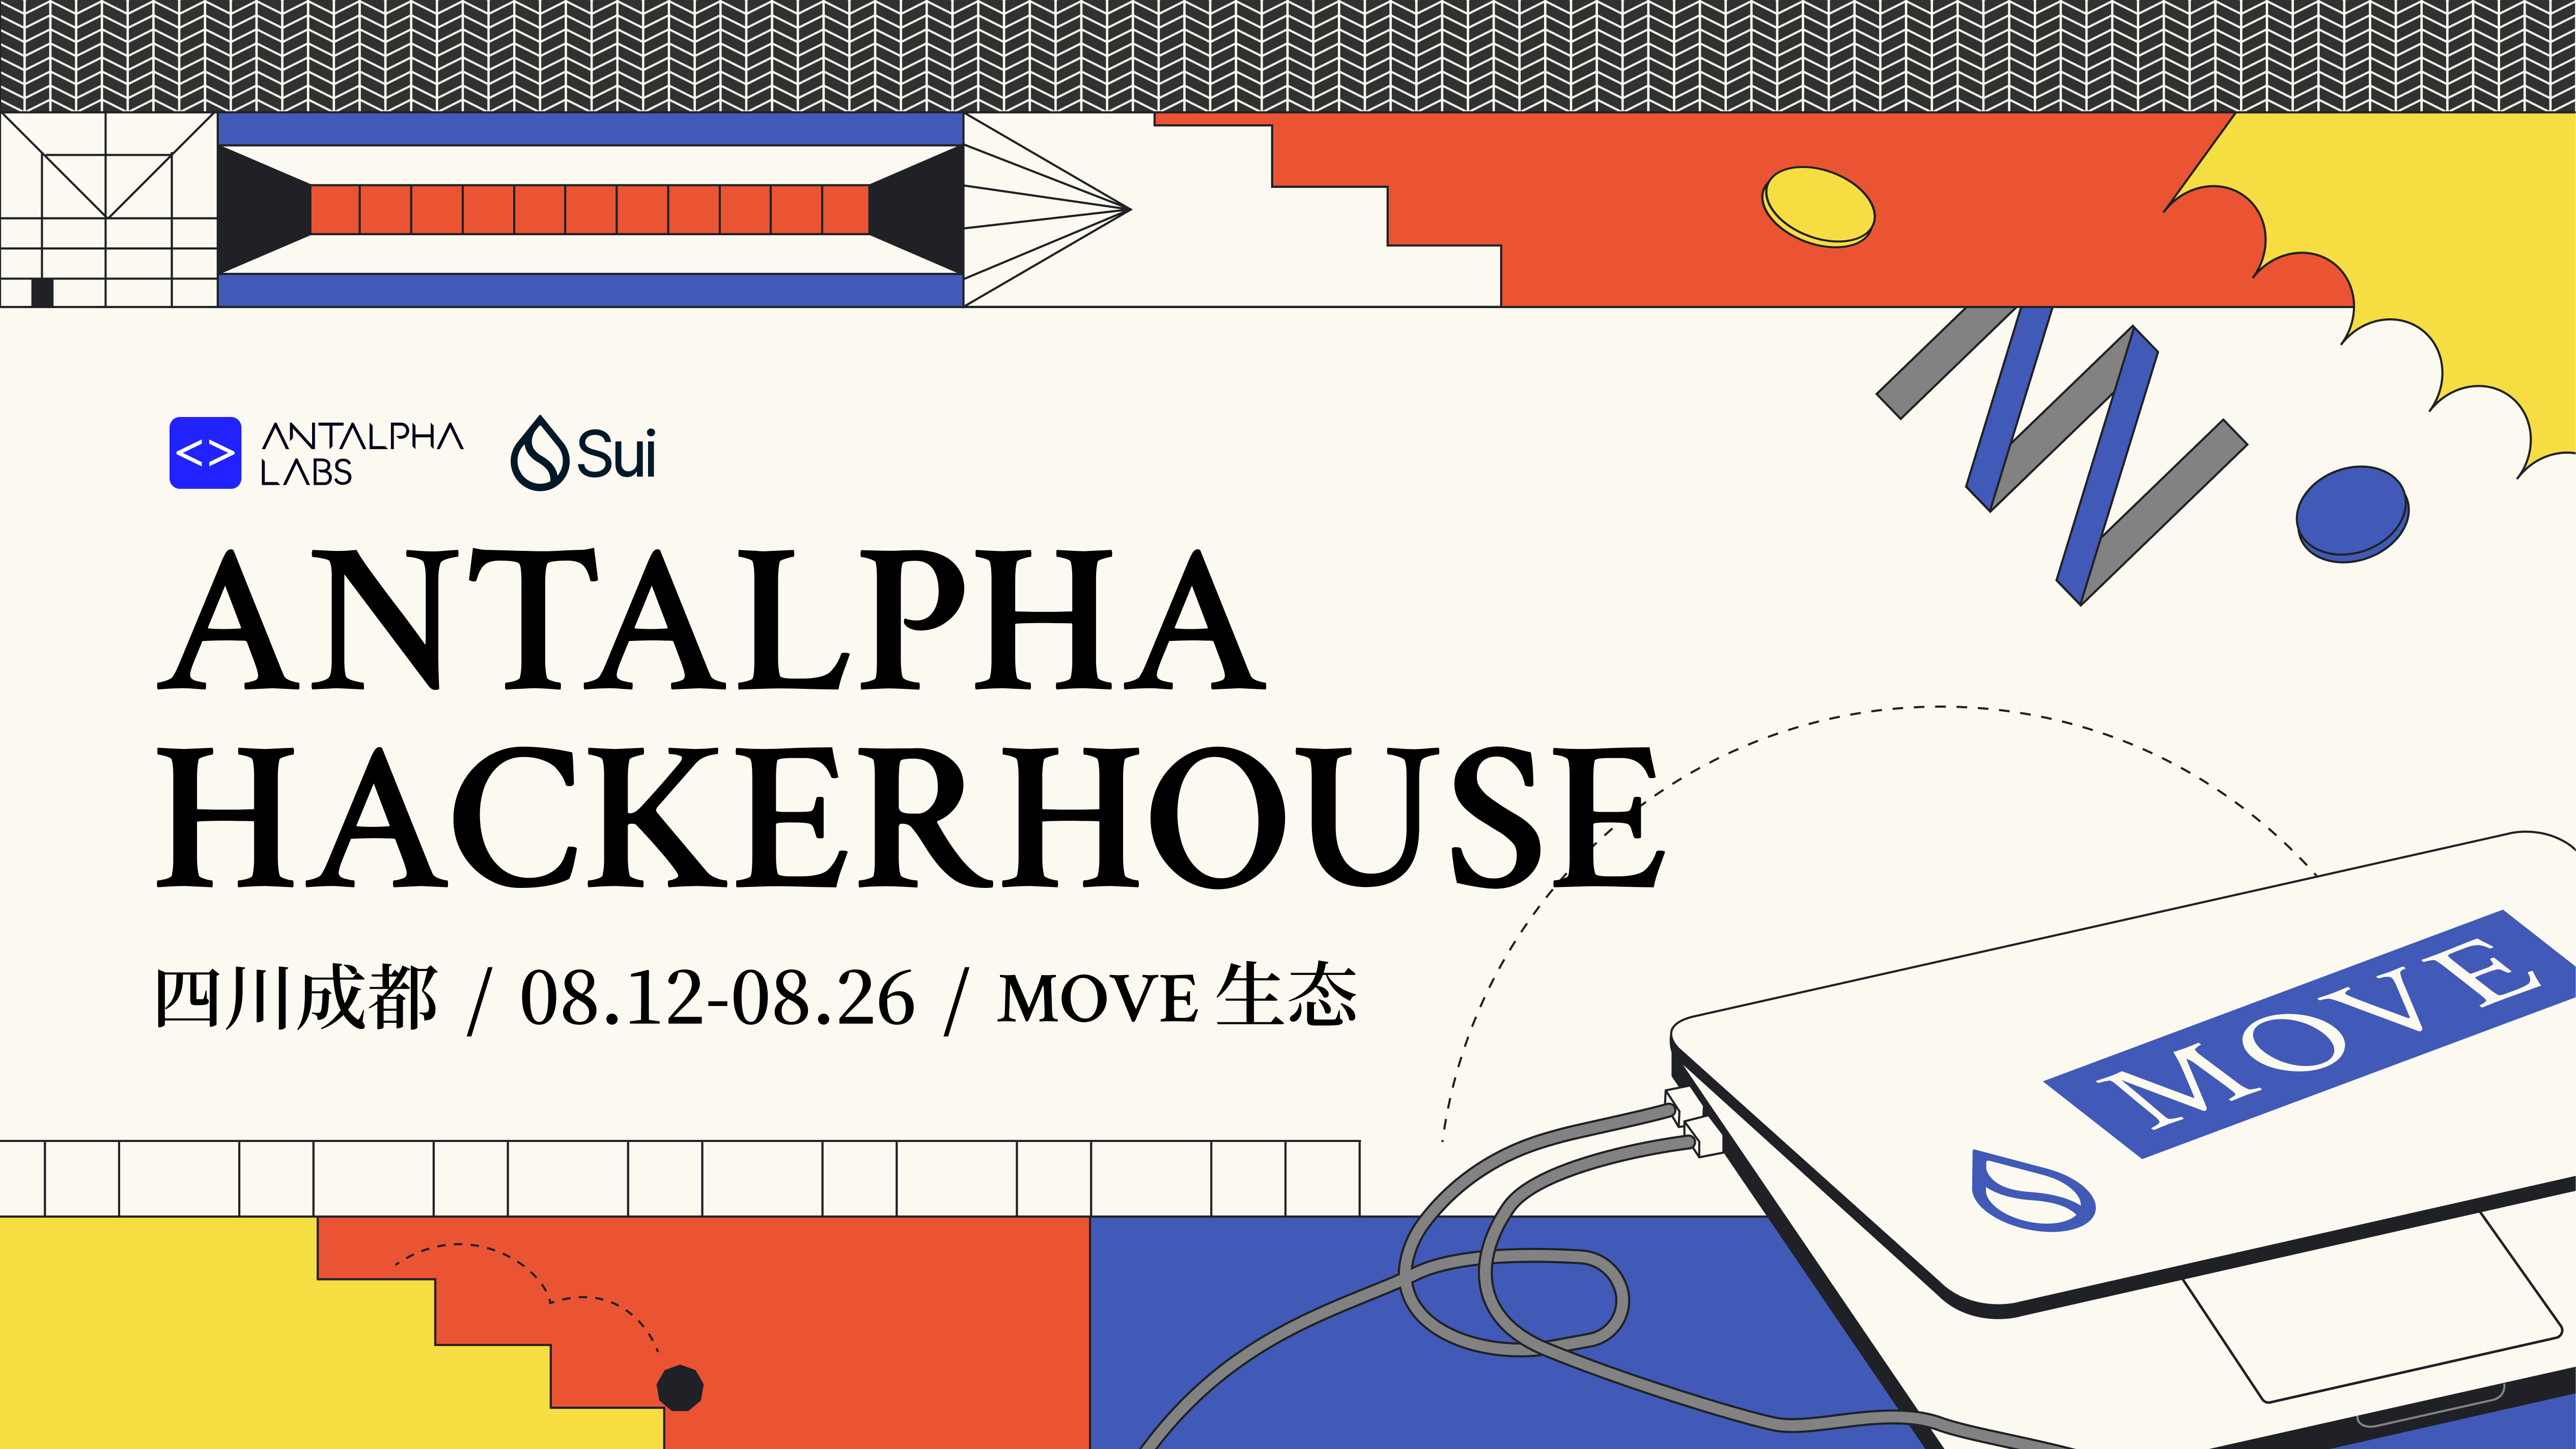 <> ANTALPHA
LABS
Sui
ANTALPHA
HACKERHOUSE
四川成都 / 08.12-08.26 / MOVE 生态
MOVE